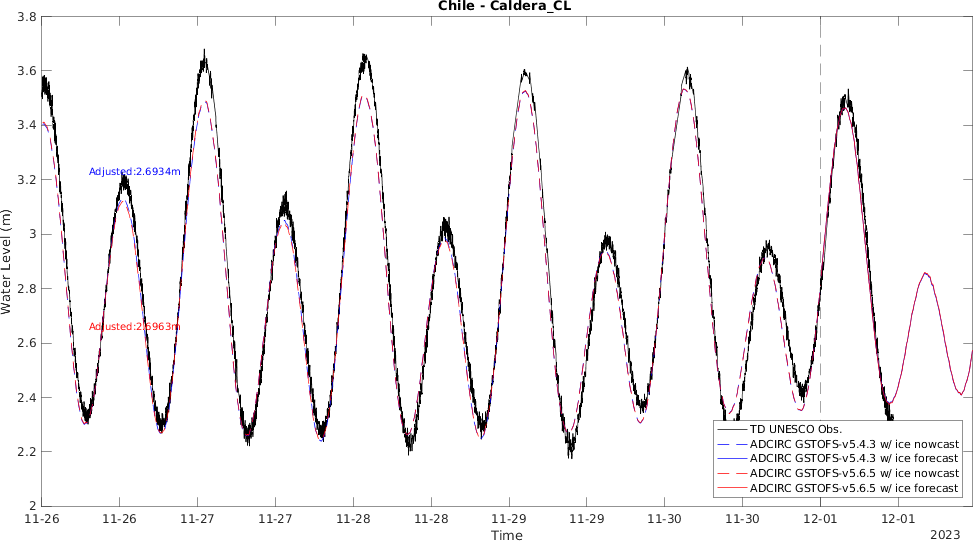 Chile - Caldera_CL
3.8
3.6
3.4
3.2
3
2.8
2.6
2.4
2.2
2
Water Level (m)
Adjusted:2.6934m
Adjusted:2.6963m
TD UNESCO Obs.
ADCIRC GSTOFS-v5.4.3 w/ ice nowcast
ADCIRC GSTOFS-v5.4.3 w/ ice forecast
ADCIRC GSTOFS-v5.6.5 w/ ice nowcast
ADCIRC GSTOFS-v5.6.5 w/ ice forecast
11-26 11-26 11-27 11-27 11-28 11-28 11-29 11-29 11-30 11-30 12-01 12-01
Time
2023